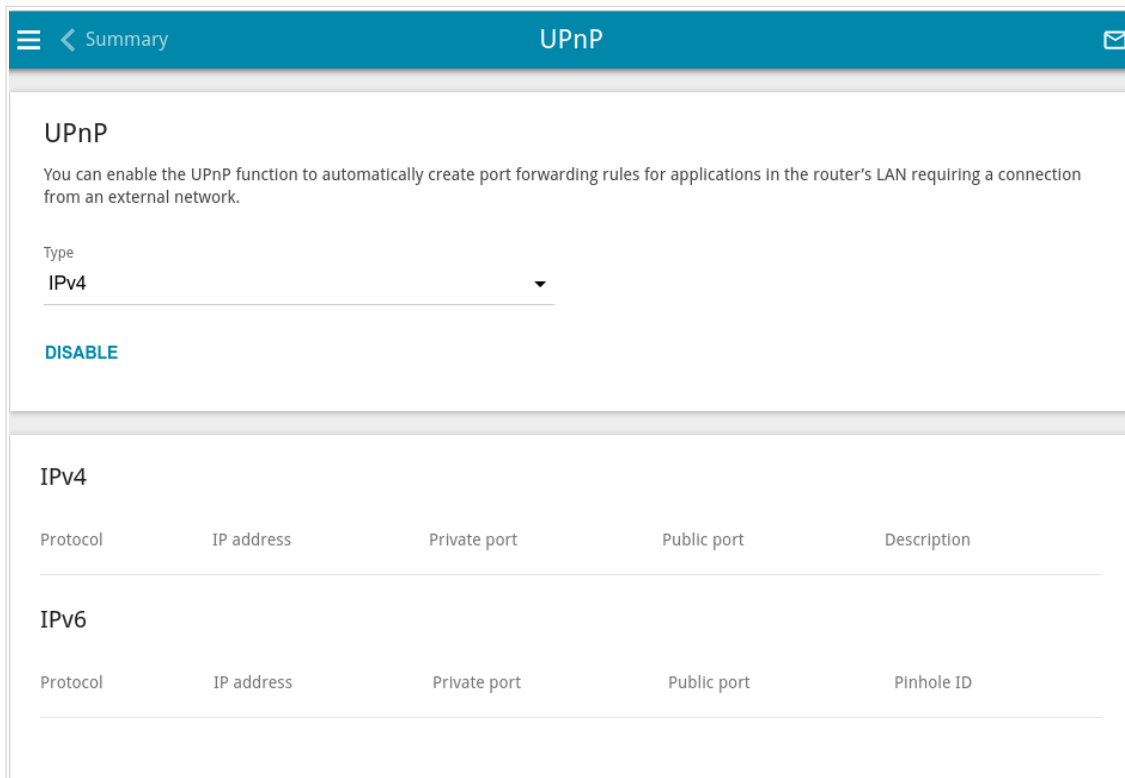 Summary
UPnP
UPnP
You can enable the UPnP function to automatically create port forwarding rules for applications in the router's LAN requiring a connection
from an external network.
Type
IPv4
DISABLE
IPv4
Protocol IP address Private port Public port Description
IPv6
Protocol IP address Private port Public port Pinhole ID